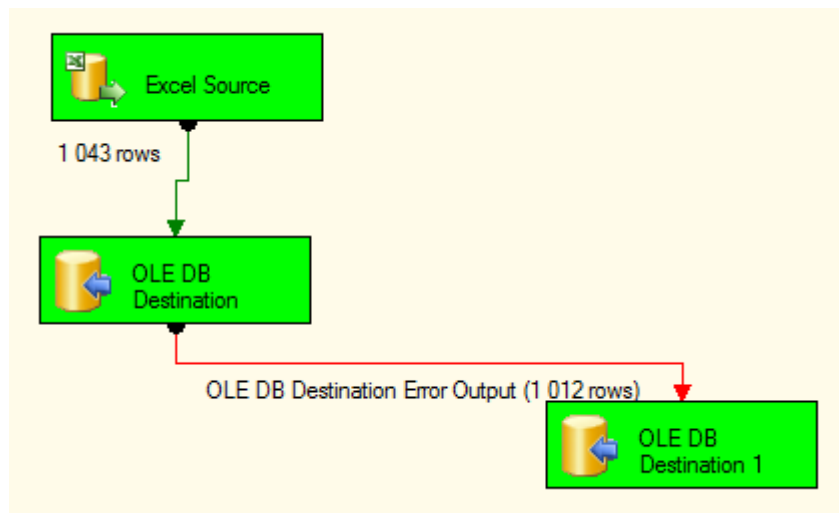 Excel Source
1 043 rows
OLE DB
Destination
OLE DB Destination Error Output (1 012 rows)
OLE DB
Destination 1